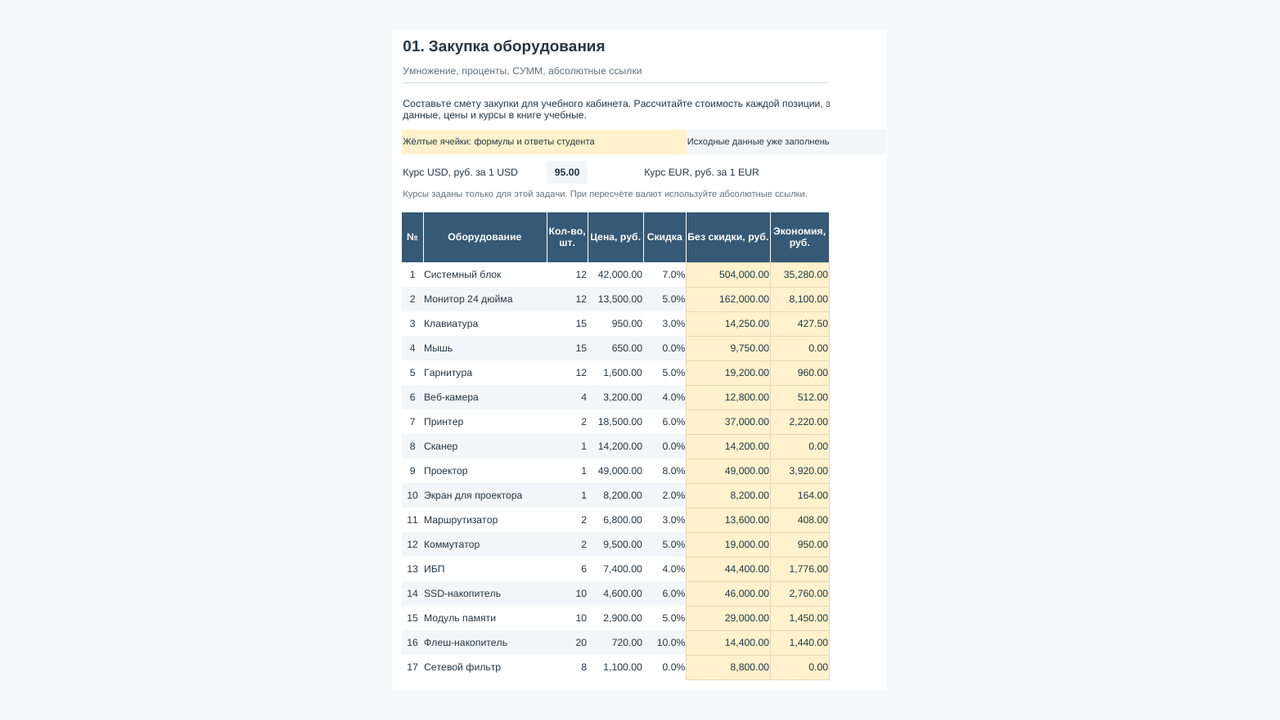 01. Закупка оборудования
Умножение, проценты, СУММ, абсолютные ссылки
Составьте смету закупки для учебного кабинета. Рассчитайте стоимость каждой позиции, з
данные, цены и курсы в книге учебные.
Жёлтые ячейки: формулы и ответы студента Исходные данные уже заполнень
Курс USD, руб. за 1 USD 95.00 Курс EUR, руб. за 1 EUR
Курсы заданы только для этой задачи. При пересчёте валют используйте абсолютные ссылки.
№ Оборудование Кол-во, шт. Цена, руб. Скидка Без скидки, руб. Экономия, руб.
1 Системный блок 12 42,000.00 7.0% 504,000.00 35,280.00
2 Монитор 24 дюйма 12 13,500.00 5.0% 162,000.00 8,100.00
3 Клавиатура 15 950.00 3.0% 14,250.00 427.50
4 Мышь 15 650.00 0.0% 9,750.00 0.00
5 Гарнитура 12 1,600.00 5.0% 19,200.00 960.00
6 Веб-камера 4 3,200.00 4.0% 12,800.00 512.00
7 Принтер 2 18,500.00 6.0% 37,000.00 2,220.00
8 Сканер 1 14,200.00 0.0% 14,200.00 0.00
9 Проектор 1 49,000.00 8.0% 49,000.00 3,920.00
10 Экран для проектора 1 8,200.00 2.0% 8,200.00 164.00
11 Маршрутизатор 2 6,800.00 3.0% 13,600.00 408.00
12 Коммутатор 2 9,500.00 5.0% 19,000.00 950.00
13 ИБП 6 7,400.00 4.0% 44,400.00 1,776.00
14 SSD-накопитель 10 4,600.00 6.0% 46,000.00 2,760.00
15 Модуль памяти 10 2,900.00 5.0% 29,000.00 1,450.00
16 Флеш-накопитель 20 720.00 10.0% 14,400.00 1,440.00
17 Сетевой фильтр 8 1,100.00 0.0% 8,800.00 0.00